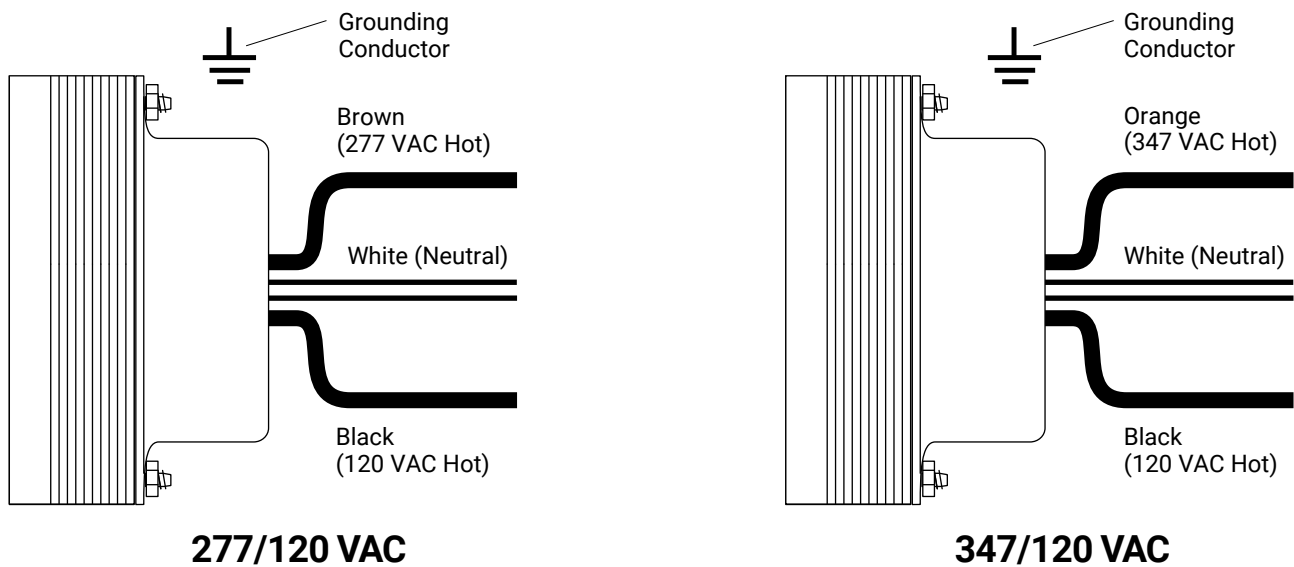 Grounding
Conductor
Brown
(277 VAC Hot)
White (Neutral)
Black
(120 VAC Hot)
277/120 VAC
Grounding
Conductor
Orange
(347 VAC Hot)
White (Neutral)
Black
(120 VAC Hot)
347/120 VAC